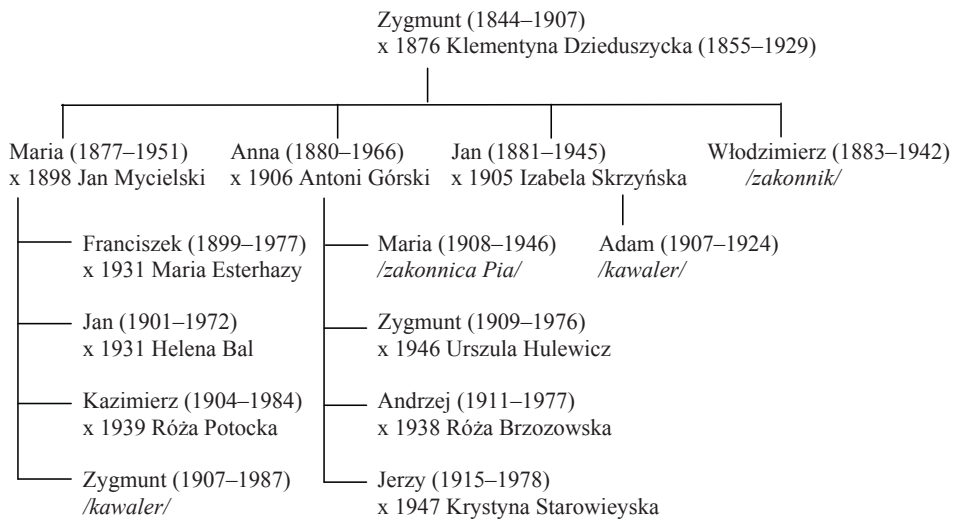 Zygmunt (1844–1907)
x 1876 Klementyna Dzieduszycka (1855–1929)
Maria (1877–1951)
x 1898 Jan Mycielski
Anna (1880–1966)
x 1906 Antoni Górski
Jan (1881–1945)
x 1905 Izabela Skrzyńska
Włodzimierz (1883–1942)
/zakonnik/
Franciszek (1899–1977)
x 1931 Maria Esterhazy
Jan (1901–1972)
x 1931 Helena Bal
Kazimierz (1904–1984)
x 1939 Róża Potocka
Zygmunt (1907–1987)
/kawaler/
Maria (1908–1946)
/zakonnica Pia/
Zygmunt (1909–1976)
x 1946 Urszula Hulewicz
Andrzej (1911–1977)
x 1938 Róża Brzozowska
Jerzy (1915–1978)
x 1947 Krystyna Starowieyska
Adam (1907–1924)
/kawaler/